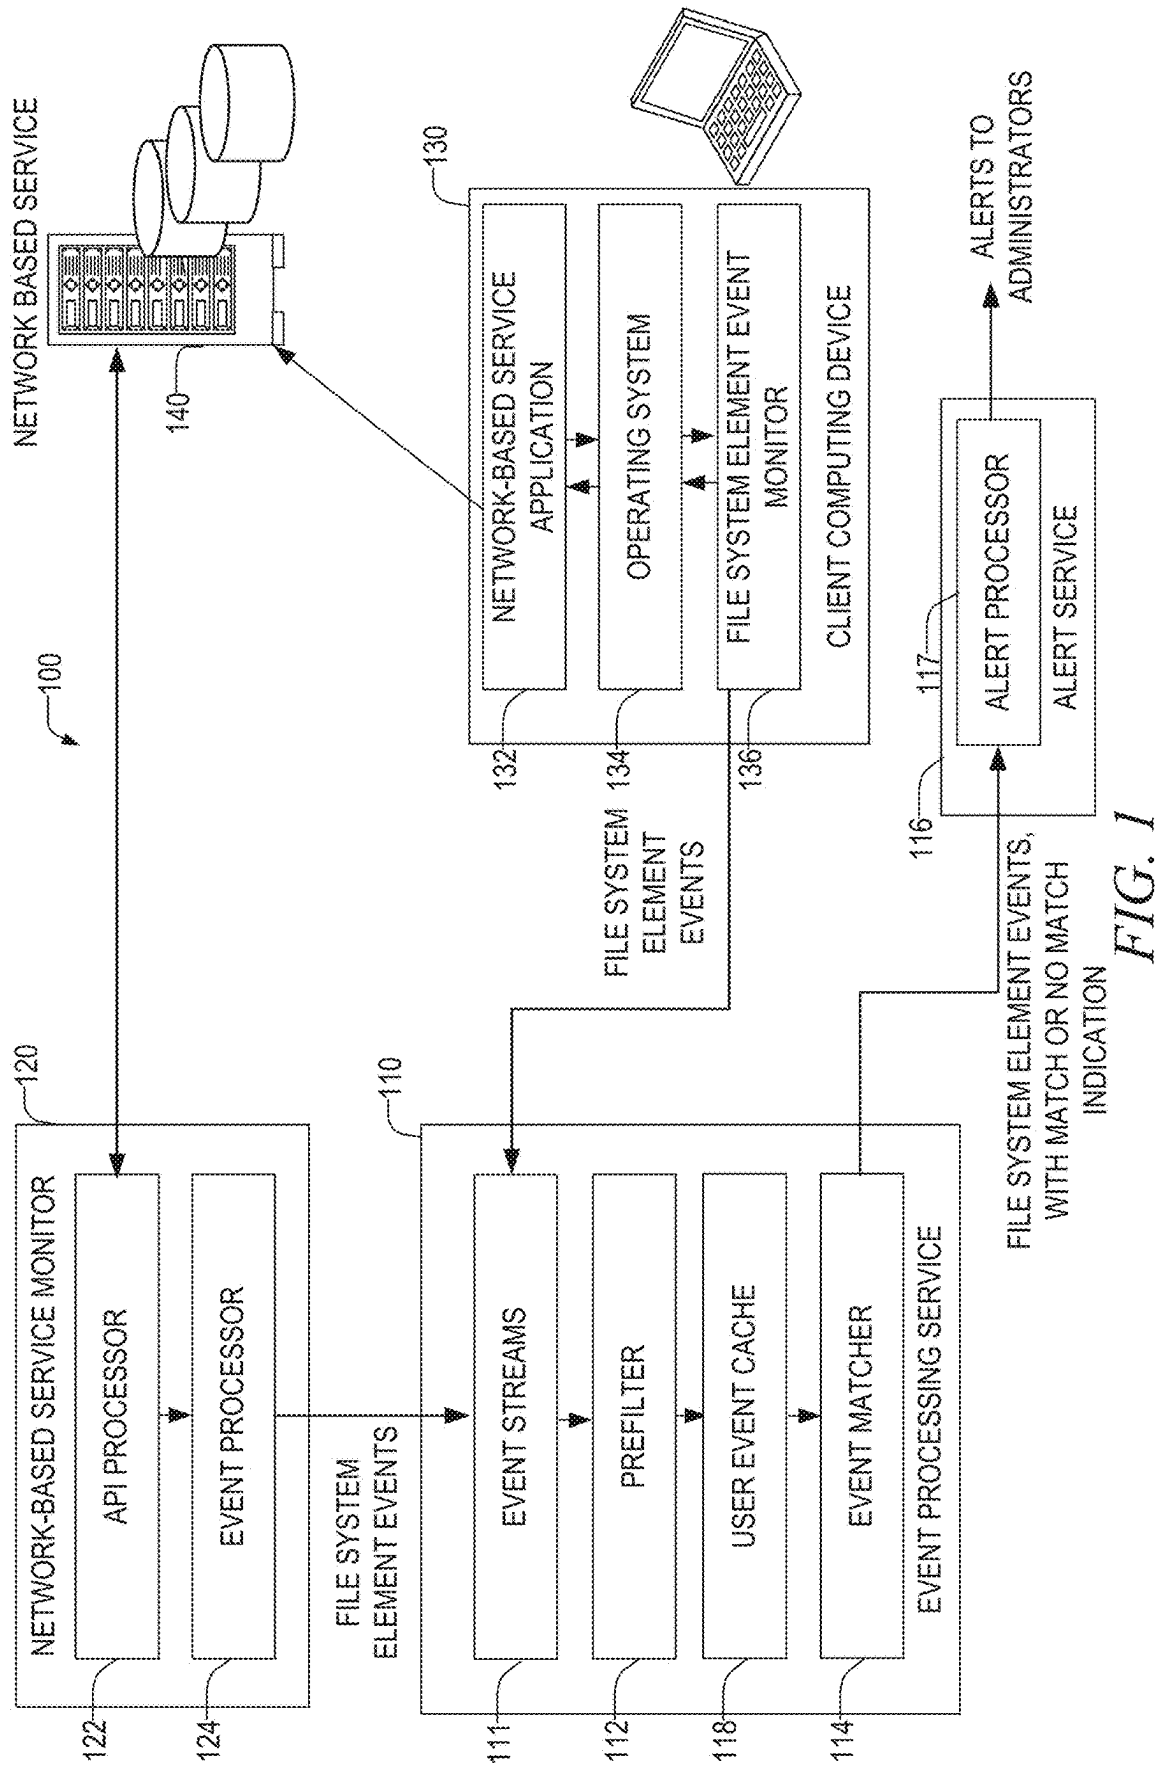 100
NETWORK-BASED SERVICE MONITOR
120
122
API PROCESSOR
124
EVENT PROCESSOR
NETWORK BASED SERVICE
140
FILE SYSTEM
ELEMENT EVENTS
110
111
EVENT STREAMS
112
PREFILTER
118
USER EVENT CACHE
114
EVENT MATCHER
EVENT PROCESSING SERVICE
FILE SYSTEM
ELEMENT
EVENTS
130
132
NETWORK-BASED SERVICE
APPLICATION
134
OPERATING SYSTEM
136
FILE SYSTEM ELEMENT EVENT
MONITOR
CLIENT COMPUTING DEVICE
FILE SYSTEM ELEMENT EVENTS,
WITH MATCH OR NO MATCH
INDICATION
116
117
ALERT PROCESSOR
ALERT SERVICE
ALERTS TO
ADMINISTRATORS
FIG. 1